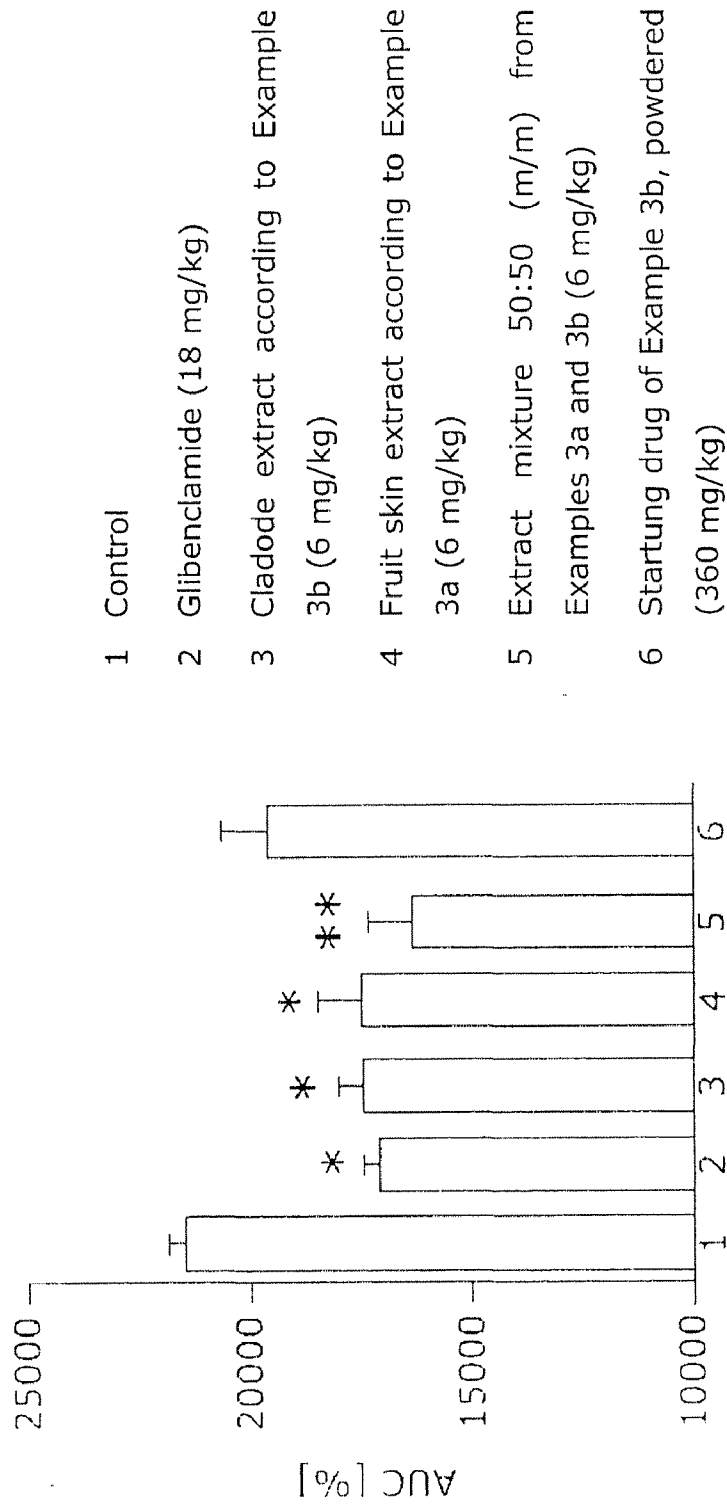 AUC [%]
25000
20000
15000
10000
1
2
3
4
5
6
*
*
*
**
1 Control
2 Glibenclamide (18 mg/kg)
3 Cladode extract according to Example
3b (6 mg/kg)
4 Fruit skin extract according to Example
3a (6 mg/kg)
5 Extract mixture 50:50 (m/m) from
Examples 3a and 3b (6 mg/kg)
6 Startung drug of Example 3b, powdered
(360 mg/kg)